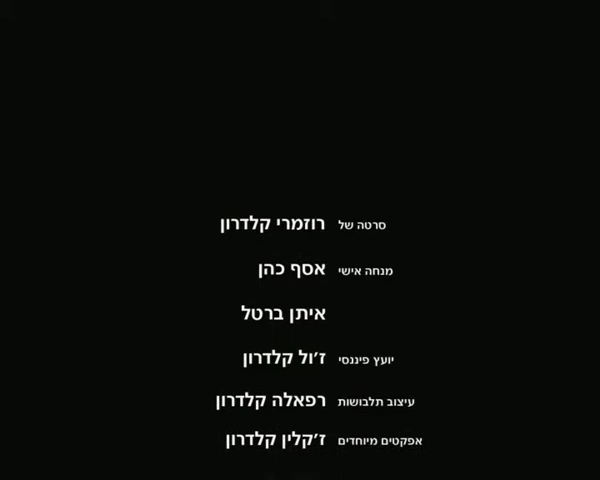 סרטה של רוזמרי קלדרון
מנחה אישי אסף כהן
איתן ברטל
יועץ פיננסי ז'ול קלדרון
עיצוב תלבושות רפאלה קלדרון
אפקטים מיוחדים ז'קלין קלדרון